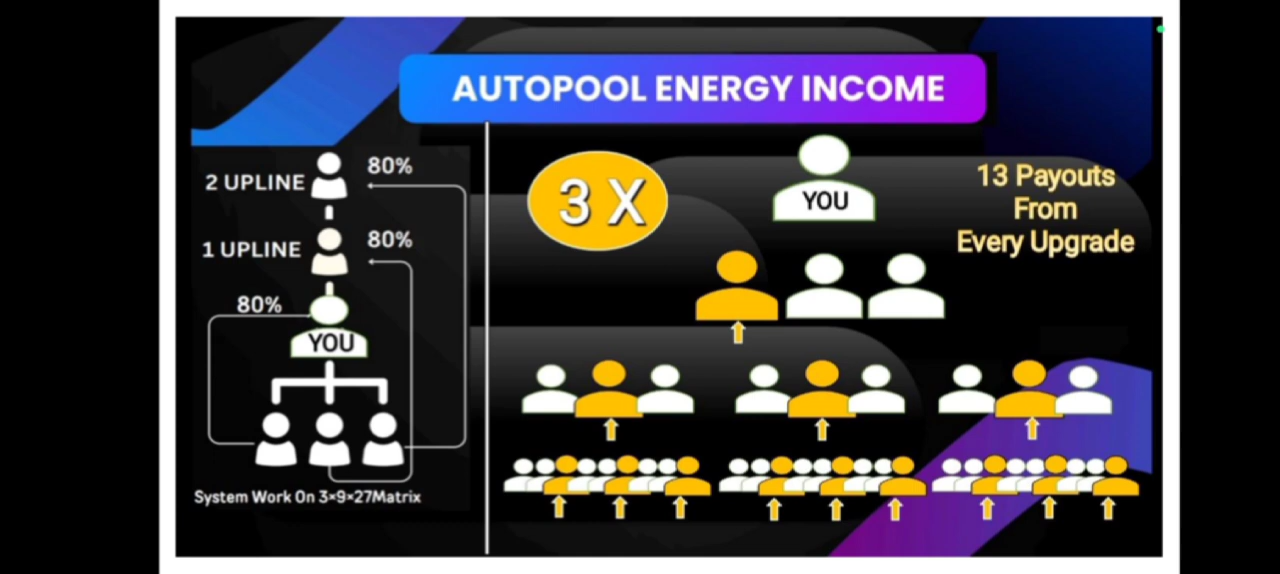 AUTOPOOL ENERGY INCOME
2 UPLINE
80%
1 UPLINE
80%
80%
YOU
System Work On 3×9×27Matrix
3 X
YOU
13 Payouts
From
Every Upgrade